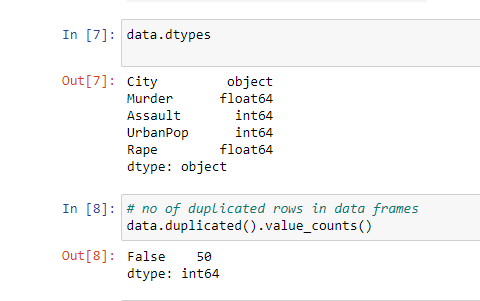 In [7]: data.dtypes
Out[7]: City object
Murder float64
Assault int64
UrbanPop int64
Rape float64
dtype: object
In [8]: # no of duplicated rows in data frames
data.duplicated().value_counts()
Out[8]: False 50
dtype: int64